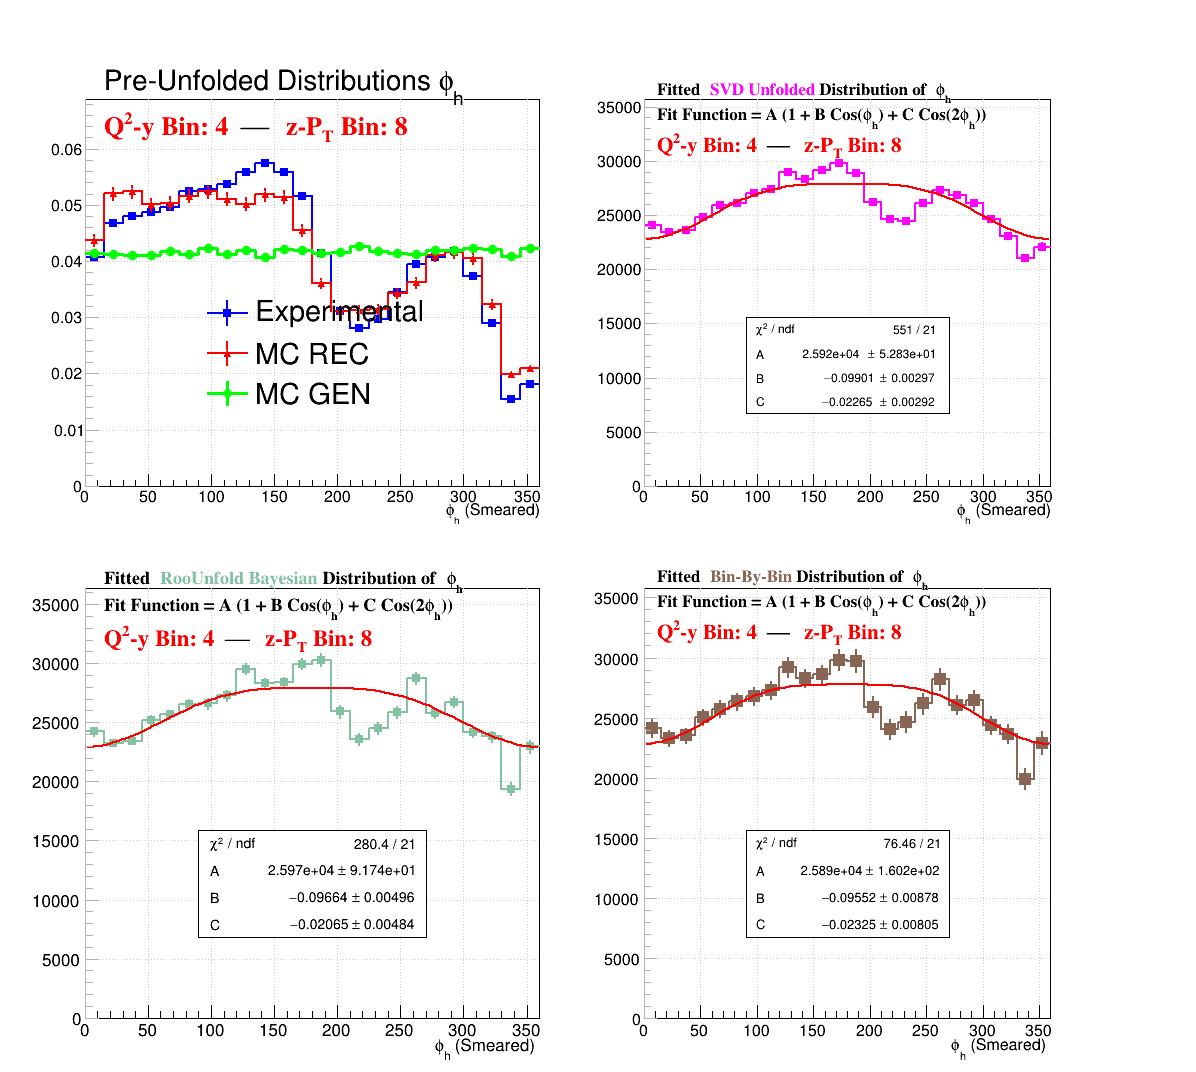 Pre-Unfolded Distributions ϕh
Q²-y Bin: 4 — z-PT Bin: 8
0.06
0.05
0.04
0.03
0.02
0.01
0
Experimental
MC REC
MC GEN
0 50 100 150 200 250 300 350
ϕh (Smeared)
Fitted SVD Unfolded Distribution of ϕh
Fit Function = A (1 + B Cos(ϕh) + C Cos(2ϕh))
Q²-y Bin: 4 — z-PT Bin: 8
35000
30000
25000
20000
15000
10000
5000
0
χ² / ndf 551 / 21
A 2.592e+04 ± 5.283e+01
B −0.09901 ± 0.00297
C −0.02265 ± 0.00292
0 50 100 150 200 250 300 350
ϕh (Smeared)
Fitted RooUnfold Bayesian Distribution of ϕh
Fit Function = A (1 + B Cos(ϕh) + C Cos(2ϕh))
Q²-y Bin: 4 — z-PT Bin: 8
35000
30000
25000
20000
15000
10000
5000
0
χ² / ndf 280.4 / 21
A 2.597e+04 ± 9.174e+01
B −0.09664 ± 0.00496
C −0.02065 ± 0.00484
0 50 100 150 200 250 300 350
ϕh (Smeared)
Fitted Bin-By-Bin Distribution of ϕh
Fit Function = A (1 + B Cos(ϕh) + C Cos(2ϕh))
Q²-y Bin: 4 — z-PT Bin: 8
35000
30000
25000
20000
15000
10000
5000
0
χ² / ndf 76.46 / 21
A 2.589e+04 ± 1.602e+02
B −0.09552 ± 0.00878
C −0.02325 ± 0.00805
0 50 100 150 200 250 300 350
ϕh (Smeared)